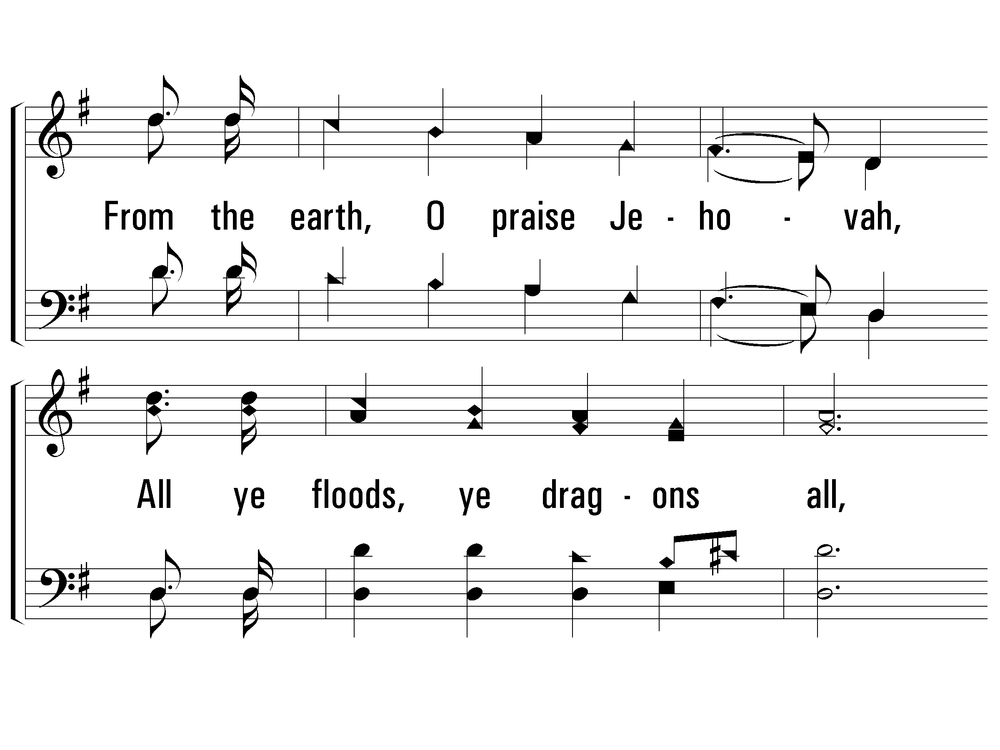 From the earth, O praise Je - ho - vah,
All ye floods, ye drag - ons all,